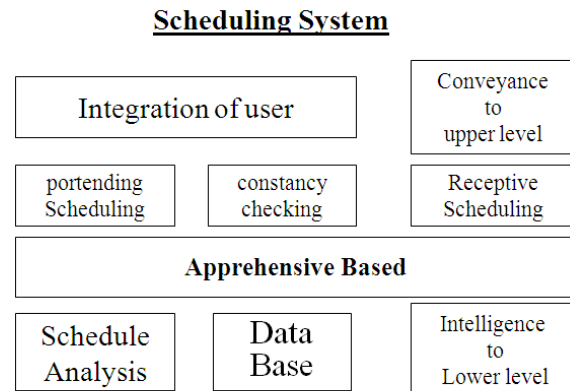 Scheduling System
Integration of user
Conveyance
to
upper level
portending
Scheduling
constancy
checking
Receptive
Scheduling
Apprehensive Based
Schedule
Analysis
Data
Base
Intelligence
to
Lower level